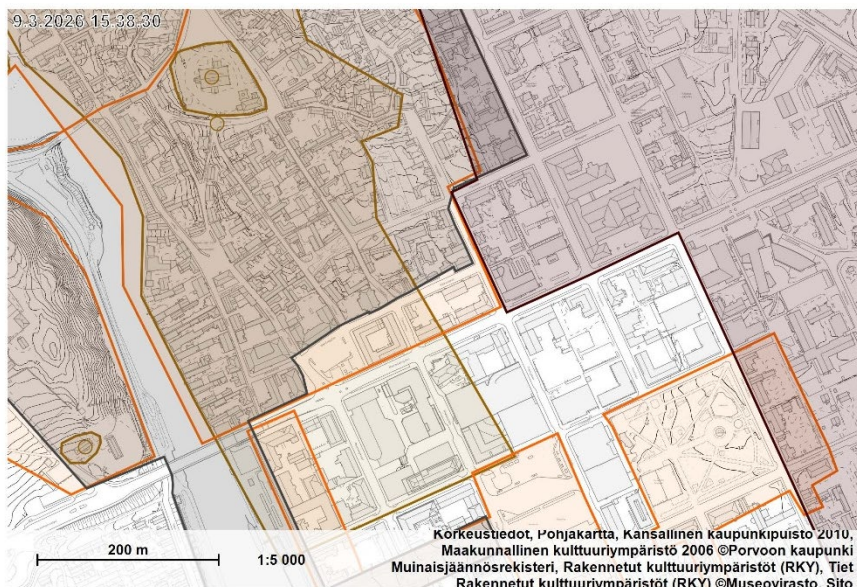 9.3.2026 15:38:30
200 m
1:5 000
Korkeustiedot, Pohjakartta, Kansallinen kaupunkipuisto 2010,
Maakunnallinen kulttuuriympäristö 2006 ©Porvoon kaupunki
Muinaisjäännösrekisteri, Rakennetut kulttuuriympäristöt (RKY), Tiet
Rakennetut kulttuuriympäristöt (RKY) ©Museovirasto, Sito